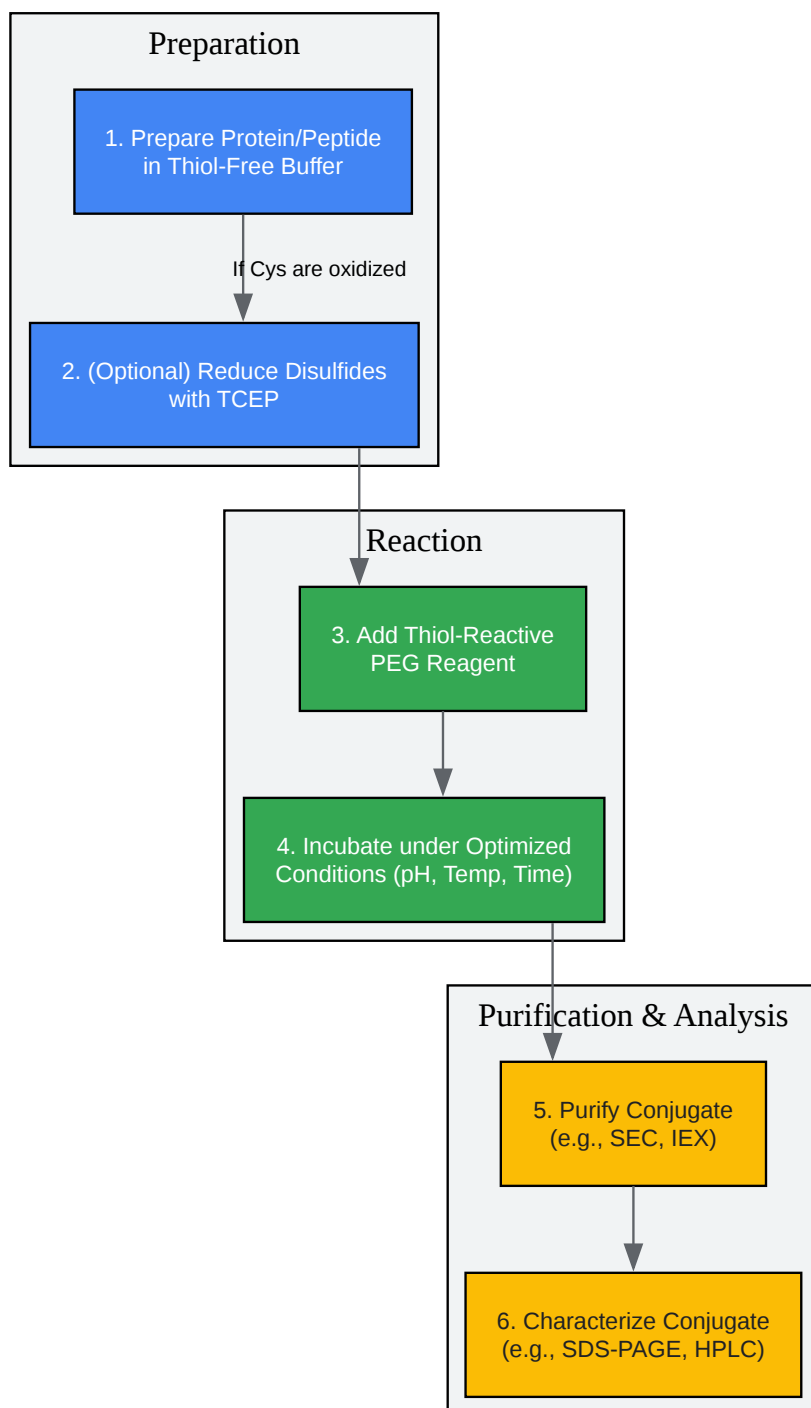 Preparation
1. Prepare Protein/Peptide
in Thiol-Free Buffer
If Cys are oxidized
2. (Optional) Reduce Disulfides
with TCEP
Reaction
3. Add Thiol-Reactive
PEG Reagent
4. Incubate under Optimized
Conditions (pH, Temp, Time)
Purification & Analysis
5. Purify Conjugate
(e.g., SEC, IEX)
6. Characterize Conjugate
(e.g., SDS-PAGE, HPLC)